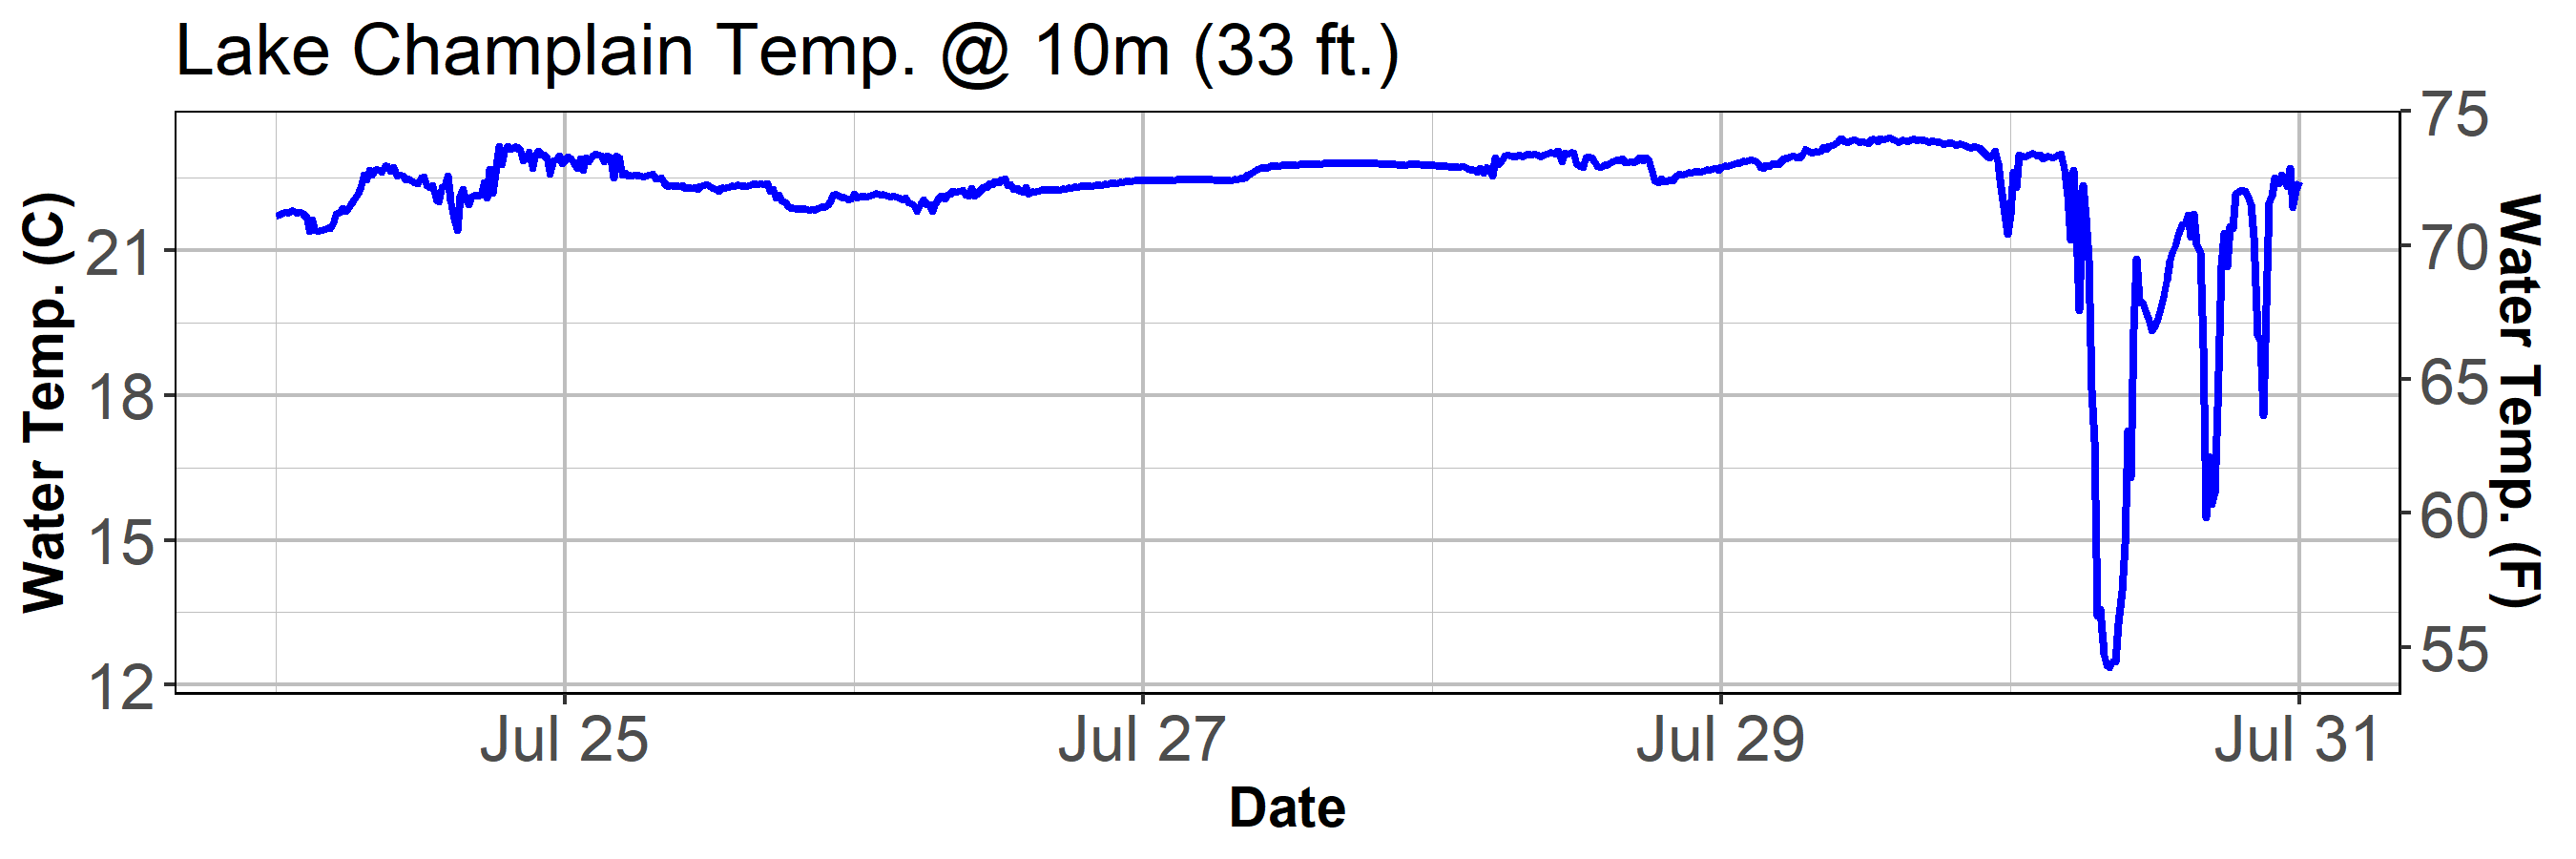 Lake Champlain Temp. @ 10m (33 ft.)
Water Temp. (C)
21
18
15
12
75
70
65
60
55
Water Temp. (F)
Jul 25 Jul 27 Jul 29 Jul 31
Date